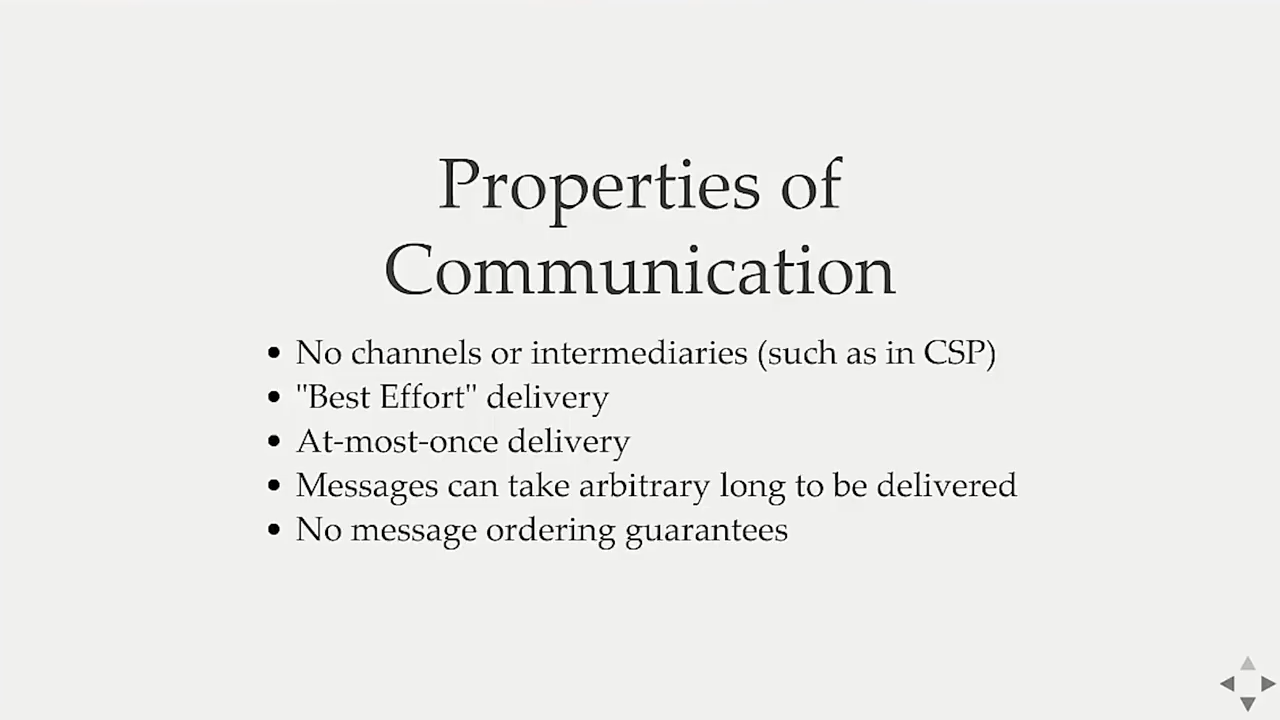 Properties of
Communication
• No channels or intermediaries (such as in CSP)
• "Best Effort" delivery
• At-most-once delivery
• Messages can take arbitrary long to be delivered
• No message ordering guarantees